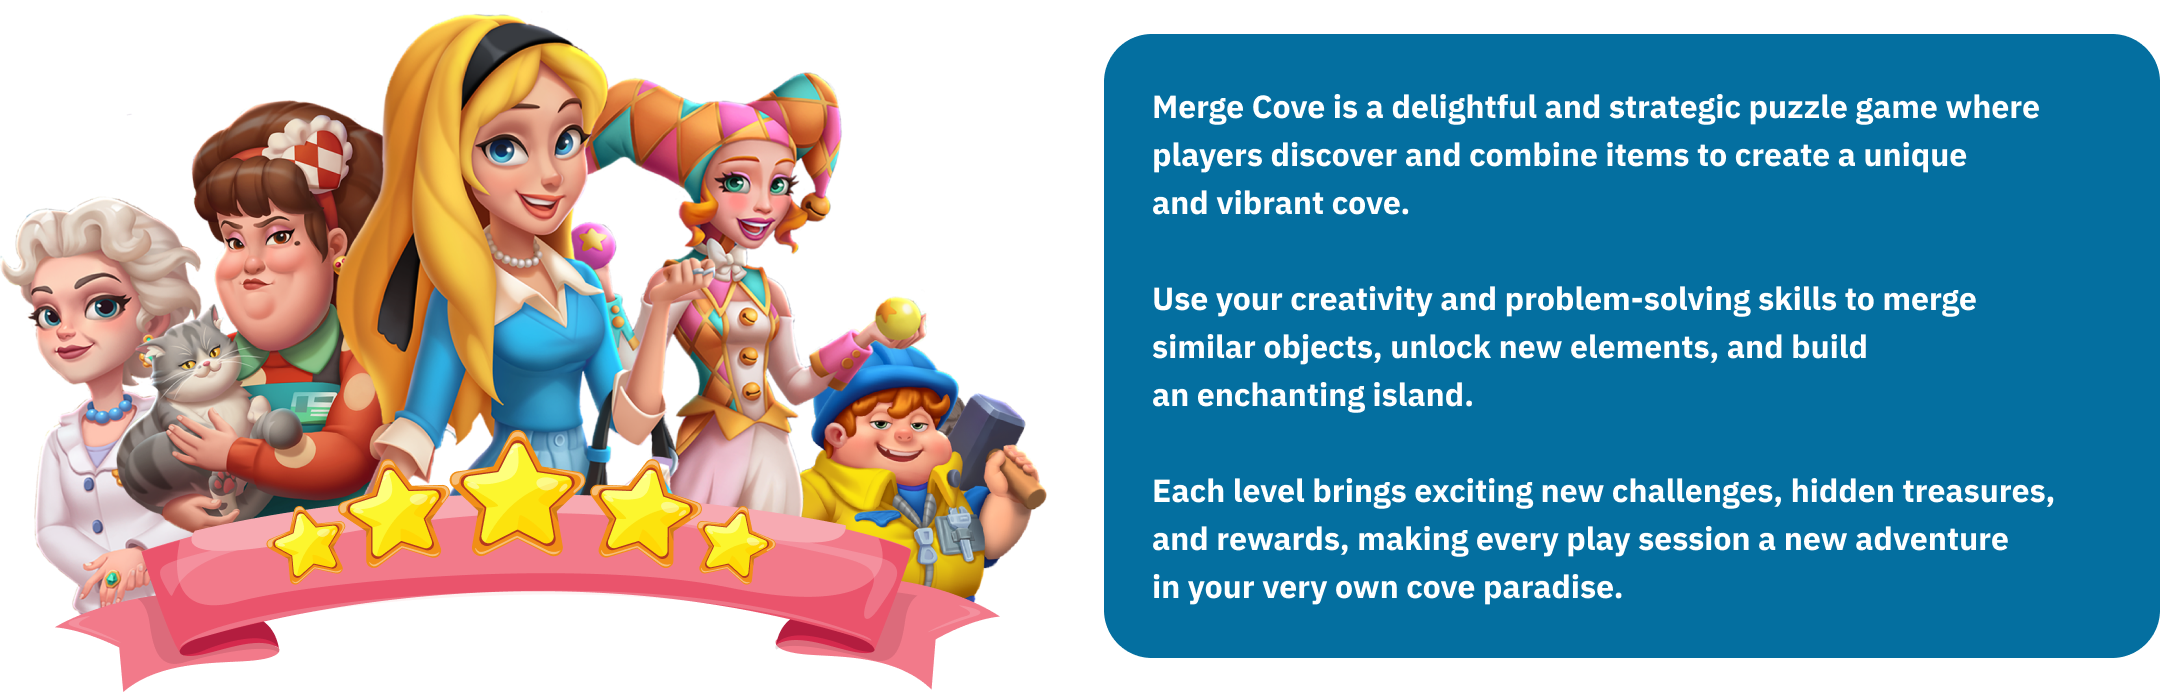 Merge Cove is a delightful and strategic puzzle game where
players discover and combine items to create a unique
and vibrant cove.
Use your creativity and problem-solving skills to merge
similar objects, unlock new elements, and build
an enchanting island.
Each level brings exciting new challenges, hidden treasures,
and rewards, making every play session a new adventure
in your very own cove paradise.